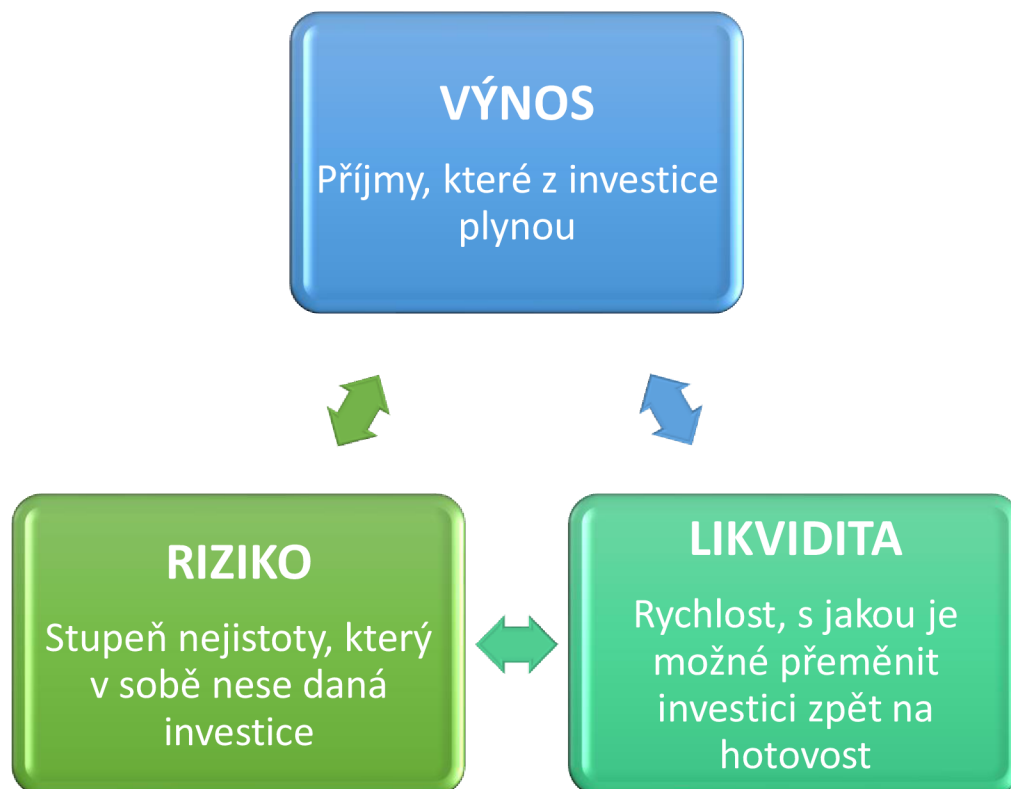 VÝNOS
Příjmy, které z investice
plynou
RIZIKO
Stupeň nejistoty, který
v sobě nese daná
investice
LIKVIDITA
Rychlost, s jakou je
možné přeměnit
investici zpět na
hotovost